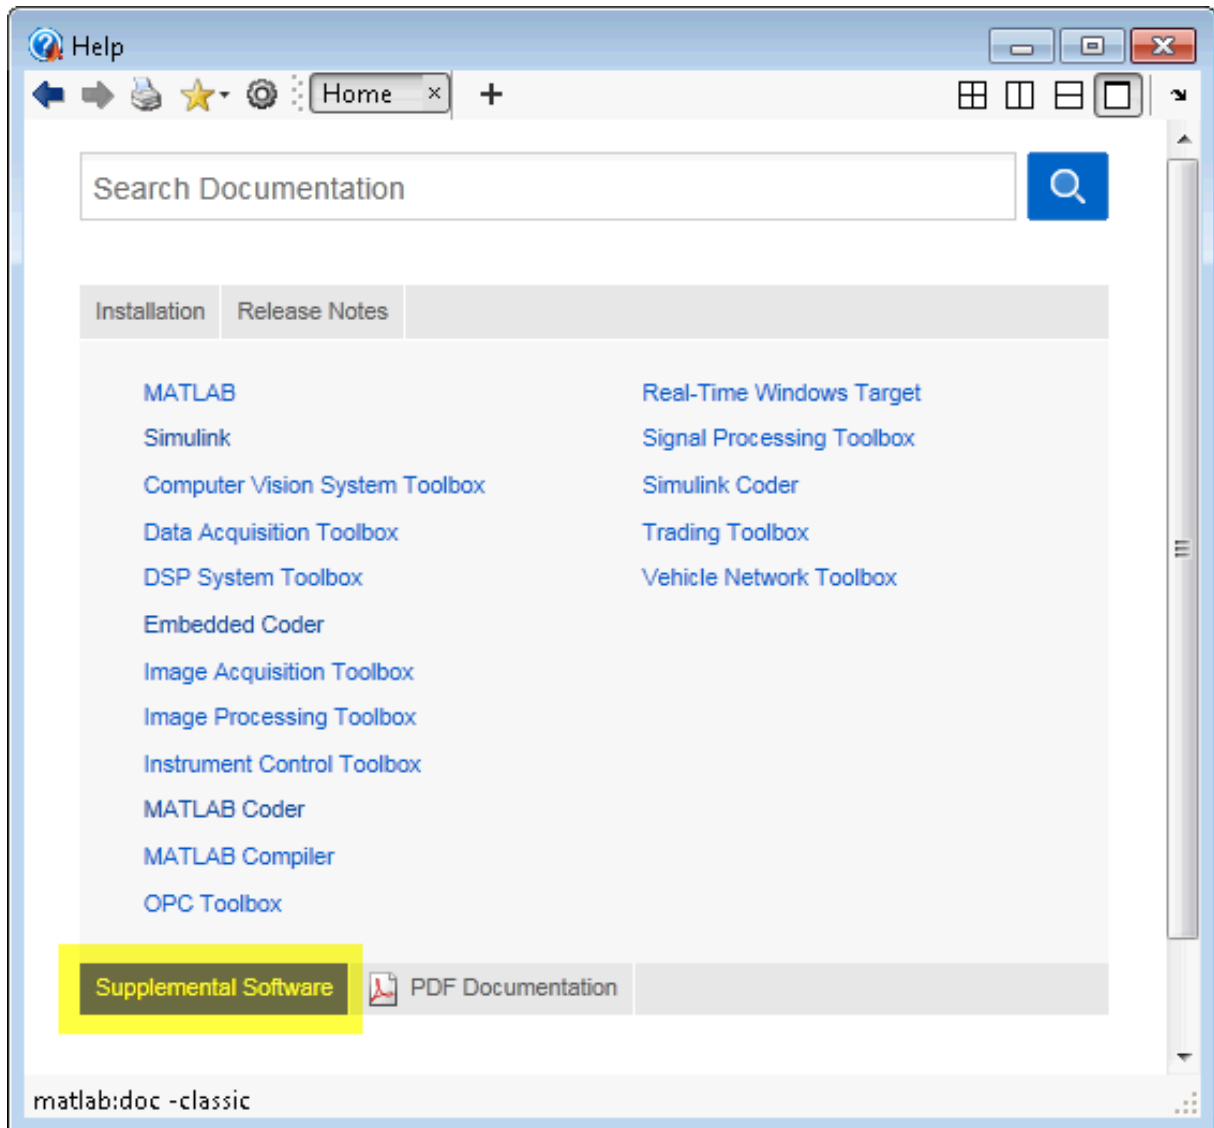 Help
Home
Search Documentation
Installation Release Notes
MATLAB
Simulink
Computer Vision System Toolbox
Data Acquisition Toolbox
DSP System Toolbox
Embedded Coder
Image Acquisition Toolbox
Image Processing Toolbox
Instrument Control Toolbox
MATLAB Coder
MATLAB Compiler
OPC Toolbox
Real-Time Windows Target
Signal Processing Toolbox
Simulink Coder
Trading Toolbox
Vehicle Network Toolbox
Supplemental Software PDF Documentation
matlab:doc -classic